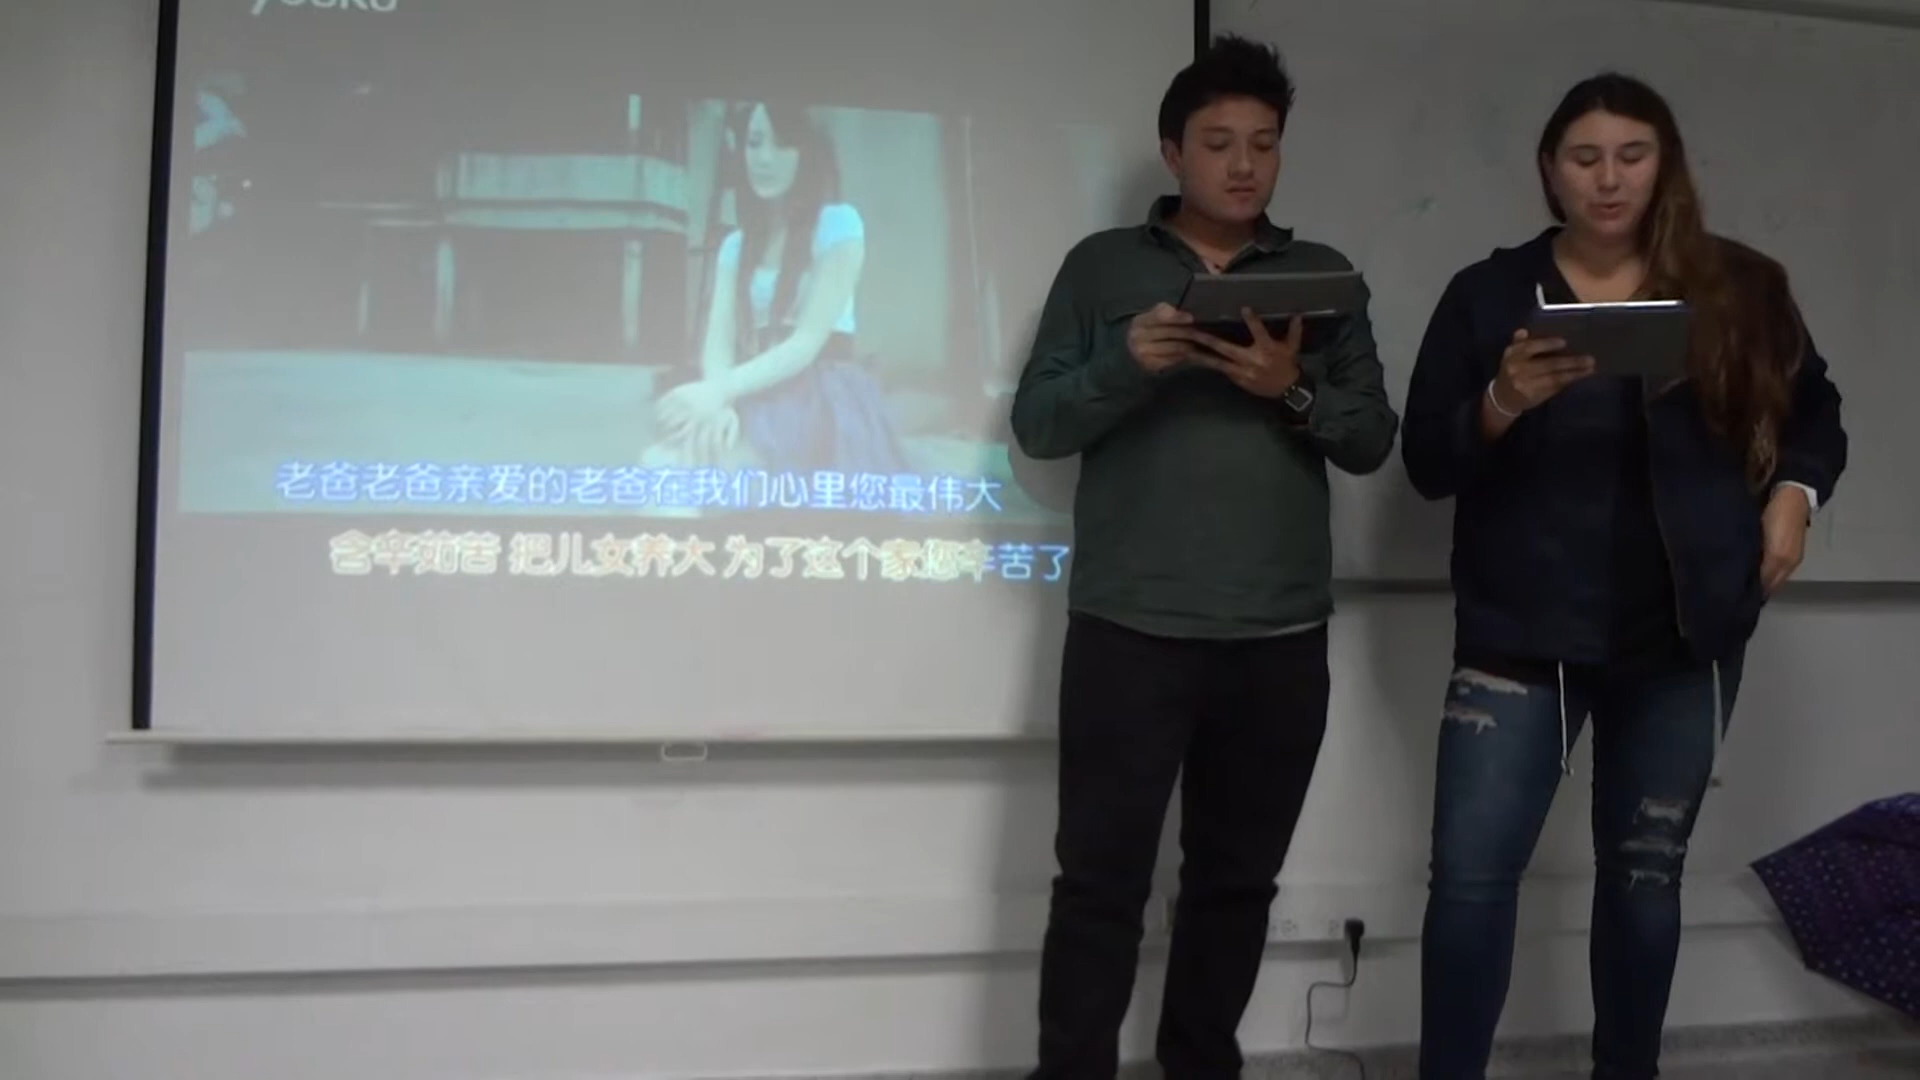 youku
老爸老爸亲爱的老爸在我们心里您最伟大
含辛茹苦 把儿女养大 为了这个家您辛苦了